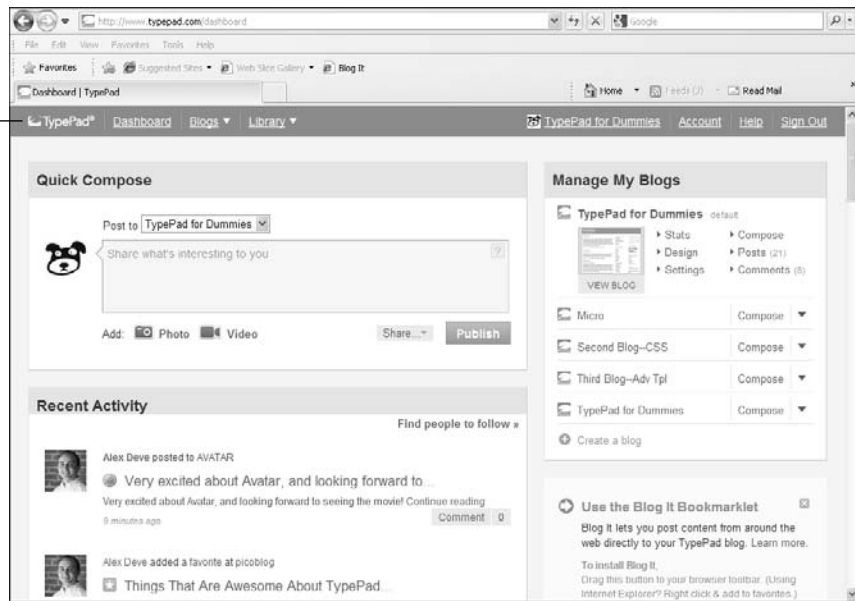 http://www.typepad.com/dashboard
Google
File Edit View Favorites Tools Help
Favorites Suggested Sites Web Slice Gallery Blog It
Dashboard | TypePad
Home Feeds (J) Read Mail
TypePad® Dashboard Blogs Library TypePad for Dummies Account Help Sign Out
Quick Compose
Post to TypePad for Dummies
Share what's interesting to you
?
Add: Photo Video Share... Publish
Recent Activity
Find people to follow »
Alex Deve posted to AVATAR
Very excited about Avatar, and looking forward to...
Very excited about Avatar, and looking forward to seeing the movie! Continue reading
9 minutes ago
Comment 0
Alex Deve added a favorite at picoblog
Things That Are Awesome About TypePad...
Manage My Blogs
TypePad for Dummies default
Stats Compose
Design Posts (21)
Settings Comments (8)
VIEW BLOG
Micro Compose
Second Blog--CSS Compose
Third Blog--Adv Tpl Compose
TypePad for Dummies Compose
Create a blog
Use the Blog It Bookmarklet
Blog It lets you post content from around the
web directly to your TypePad blog. Learn more.
To install Blog It,
Drag this button to your browser toolbar. (Using
Internet Explorer? Right click & add to favorites.)